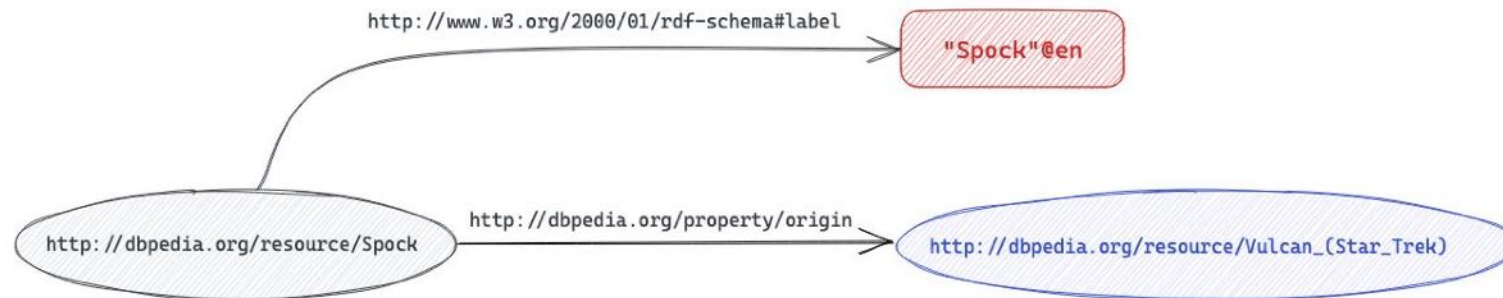 http://www.w3.org/2000/01/rdf-schema#label
"Spock"@en
http://dbpedia.org/property/origin
http://dbpedia.org/resource/Spock
http://dbpedia.org/resource/Vulcan_(Star_Trek)